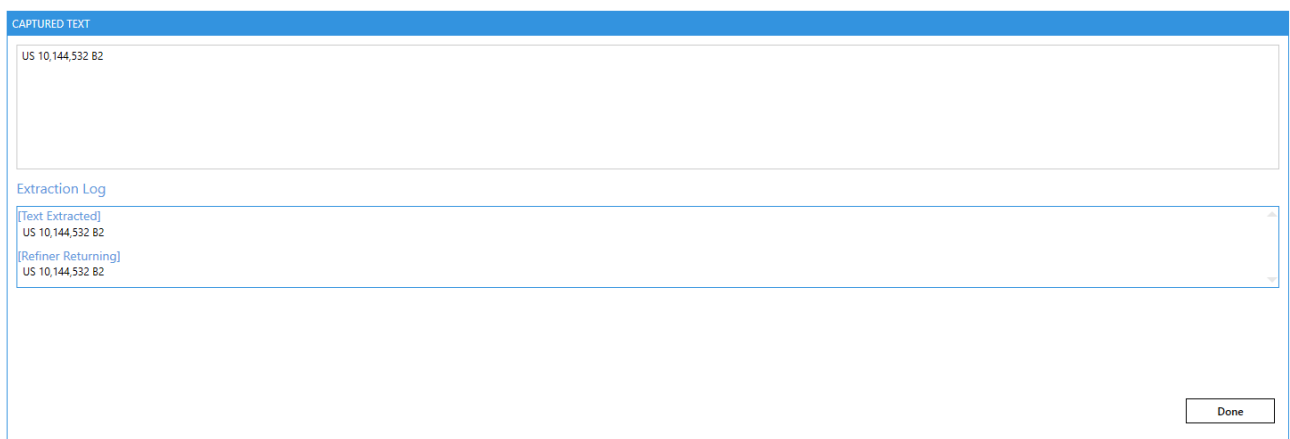 CAPTURED TEXT
US 10,144,532 B2
Extraction Log
[Text Extracted]
US 10,144,532 B2
[Refiner Returning]
US 10,144,532 B2
Done